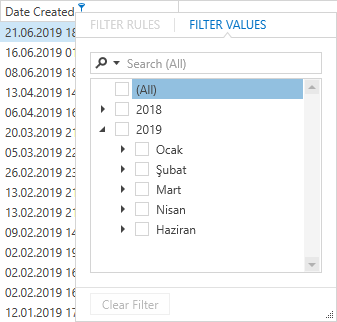 Date Created
FILTER RULES FILTER VALUES
21.06.2019 18
16.06.2019 01
08.06.2019 18
13.04.2019 14
06.04.2019 16
20.03.2019 21
05.03.2019 22
26.02.2019 23
13.02.2019 21
13.02.2019 21
09.02.2019 14
02.02.2019 19
02.02.2019 16
02.02.2019 16
12.01.2019 17
Search (All)
(All)
2018
2019
Ocak
Şubat
Mart
Nisan
Haziran
Clear Filter